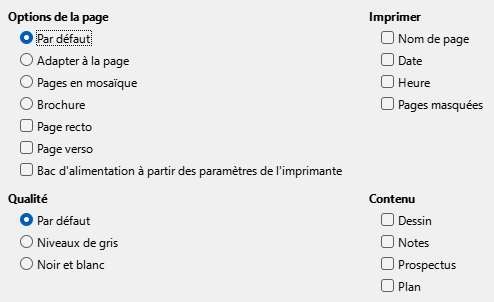 Options de la page
Par défaut
Adapter à la page
Pages en mosaïque
Brochure
Page recto
Page verso
Bac d'alimentation à partir des paramètres de l'imprimante
Imprimer
Nom de page
Date
Heure
Pages masquées
Qualité
Par défaut
Niveaux de gris
Noir et blanc
Contenu
Dessin
Notes
Prospectus
Plan